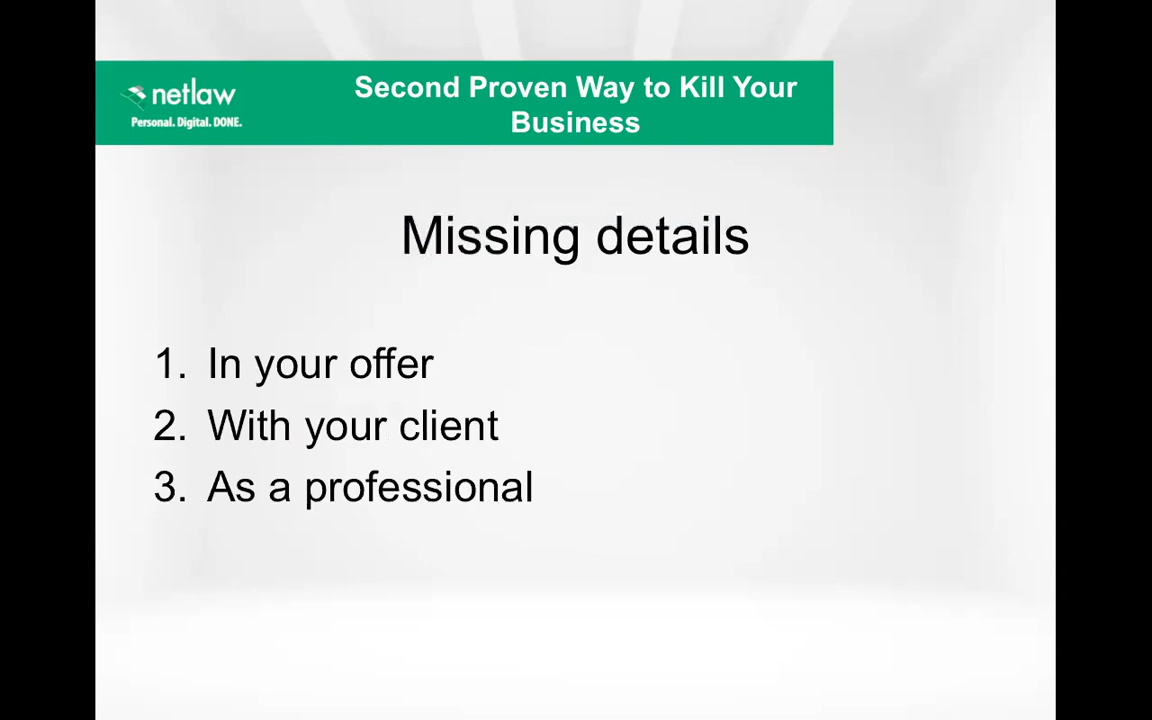 netlaw
Personal. Digital. DONE.
Second Proven Way to Kill Your
Business
Missing details
1. In your offer
2. With your client
3. As a professional